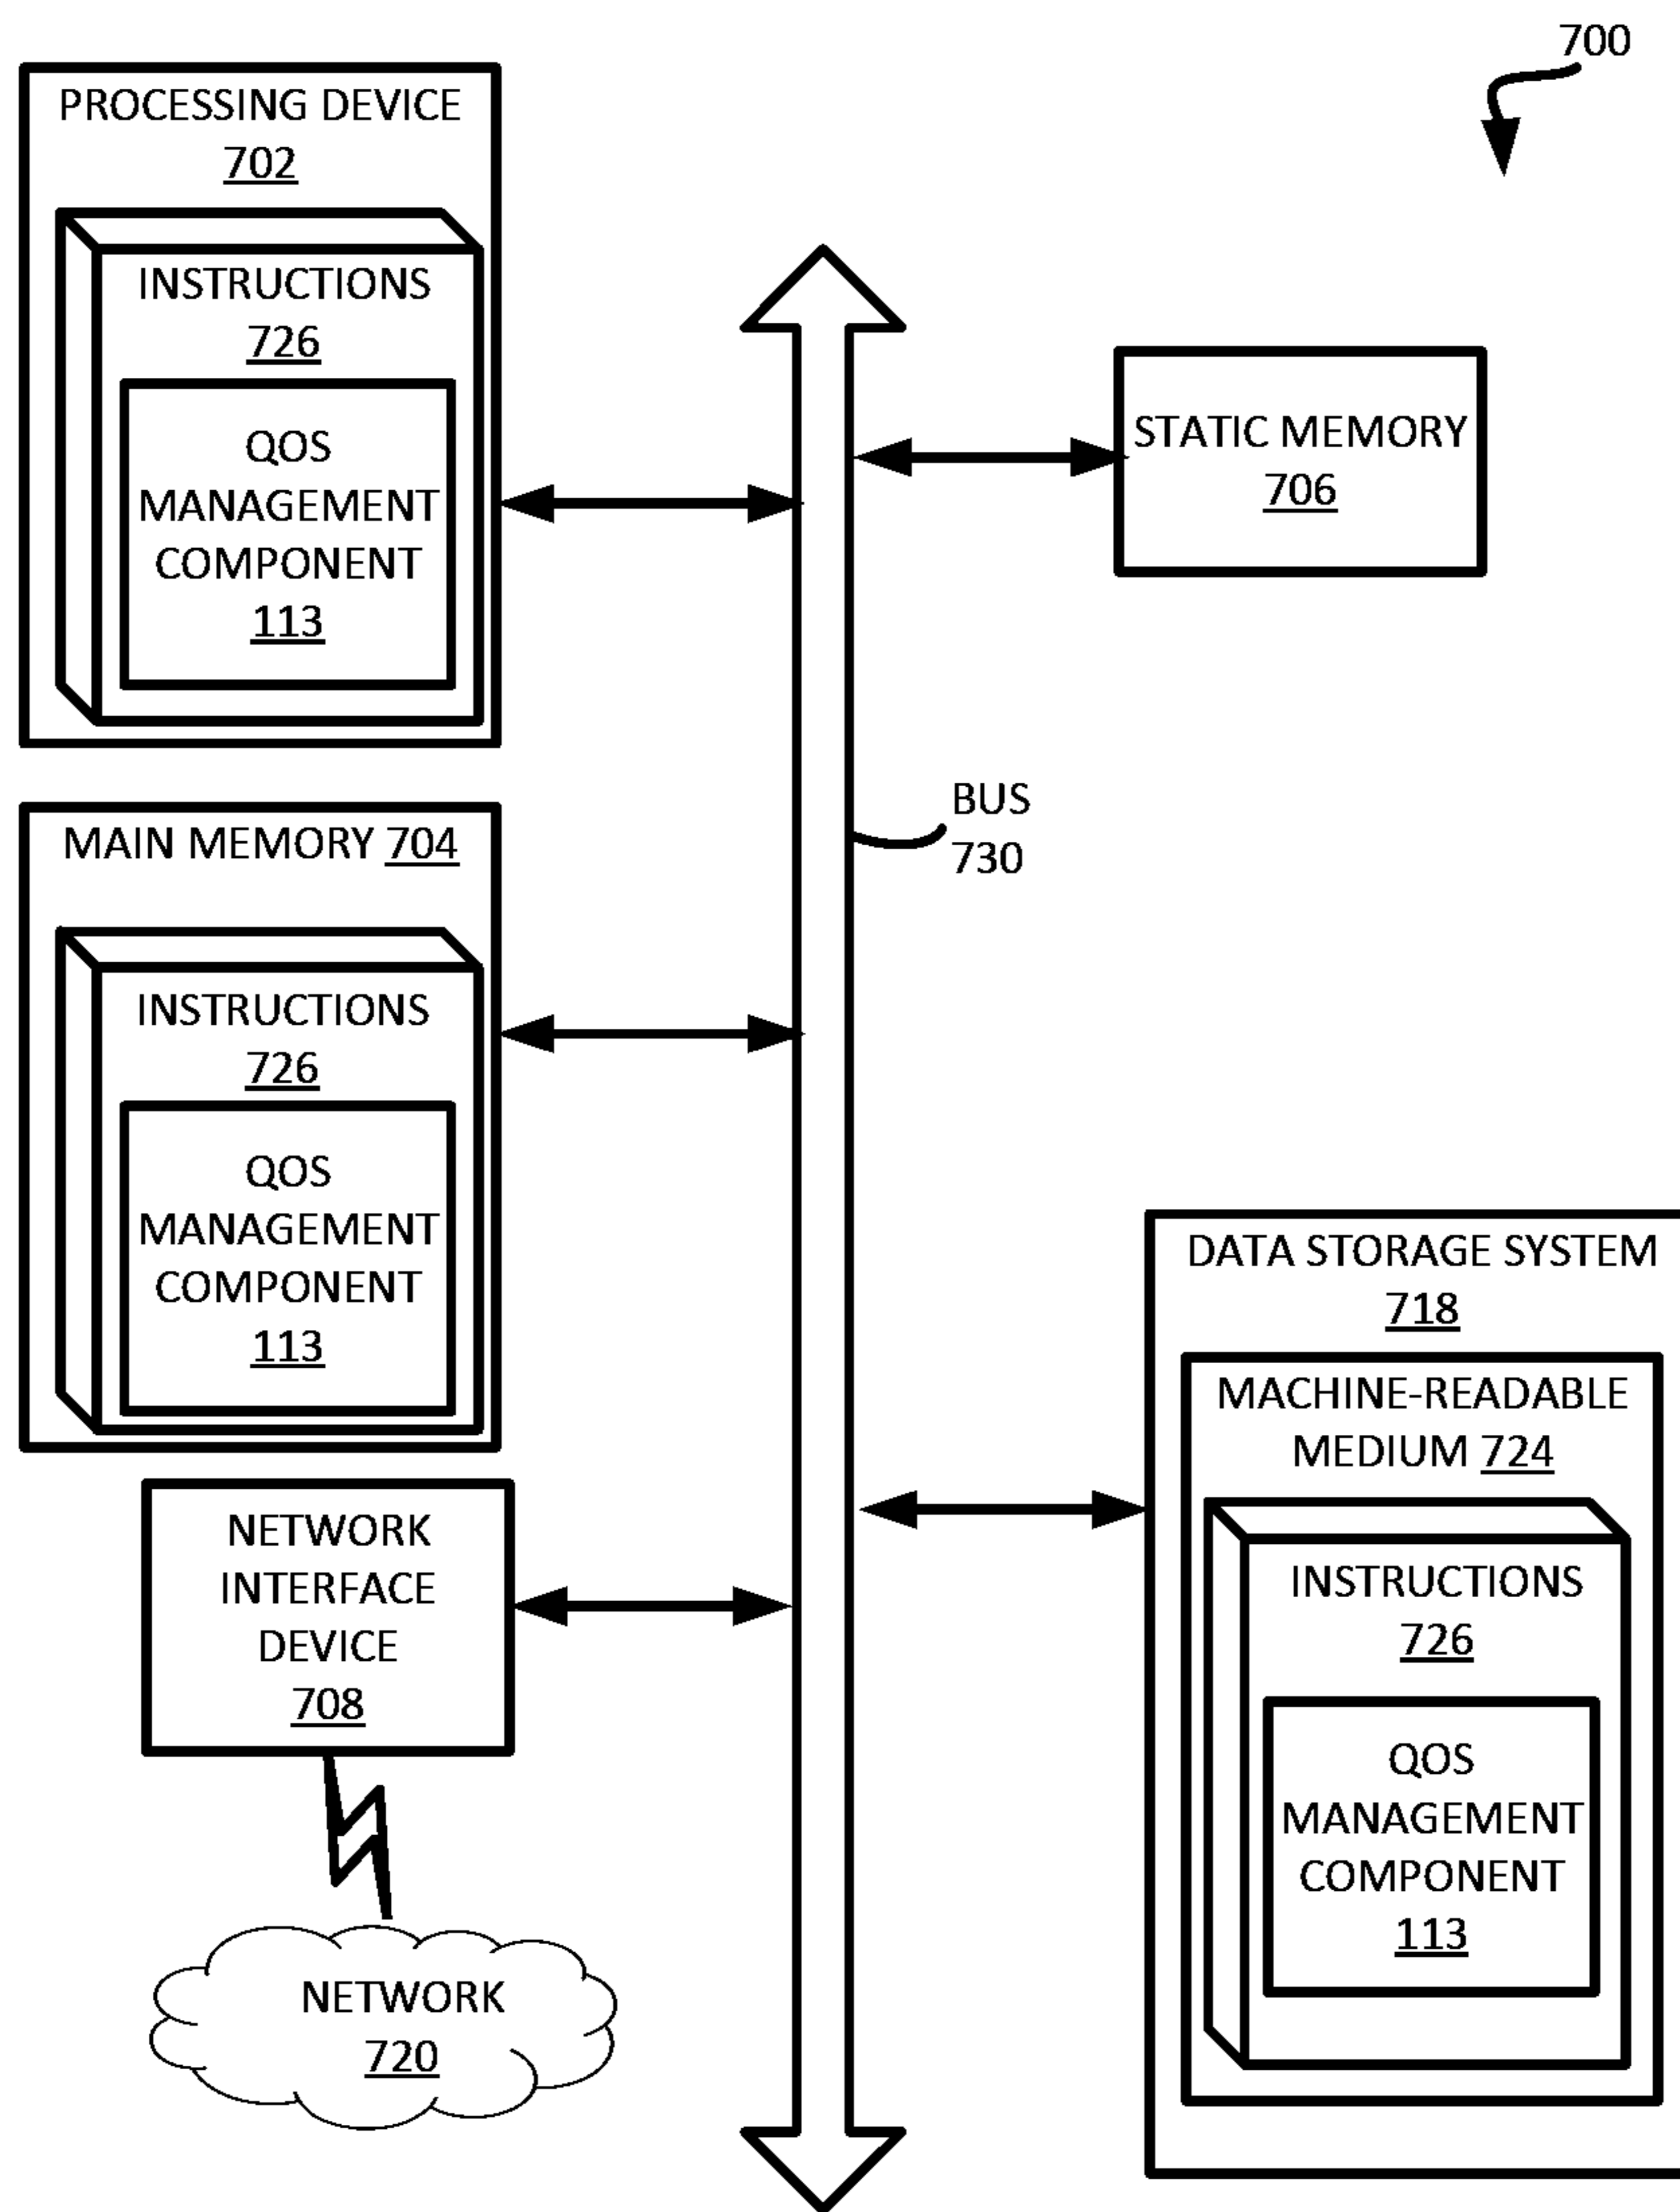 700
PROCESSING DEVICE
702
INSTRUCTIONS
726
QOS
MANAGEMENT
COMPONENT
113
STATIC MEMORY
706
BUS
730
MAIN MEMORY 704
INSTRUCTIONS
726
QOS
MANAGEMENT
COMPONENT
113
DATA STORAGE SYSTEM
718
MACHINE-READABLE
MEDIUM 724
INSTRUCTIONS
726
QOS
MANAGEMENT
COMPONENT
113
NETWORK
INTERFACE
DEVICE
708
NETWORK
720